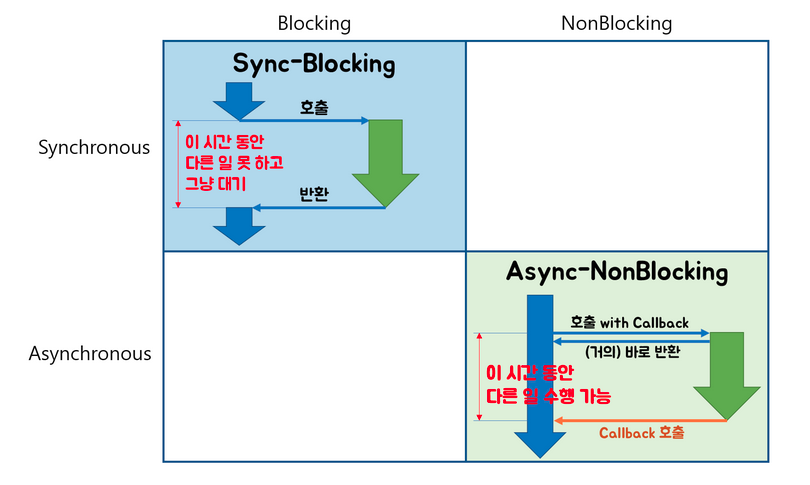 Blocking
NonBlocking
Synchronous
Sync-Blocking
호출
이 시간 동안
다른 일 못 하고
그냥 대기
반환
Asynchronous
Async-NonBlocking
호출 with Callback
(거의) 바로 반환
이 시간 동안
다른 일 수행 가능
Callback 호출